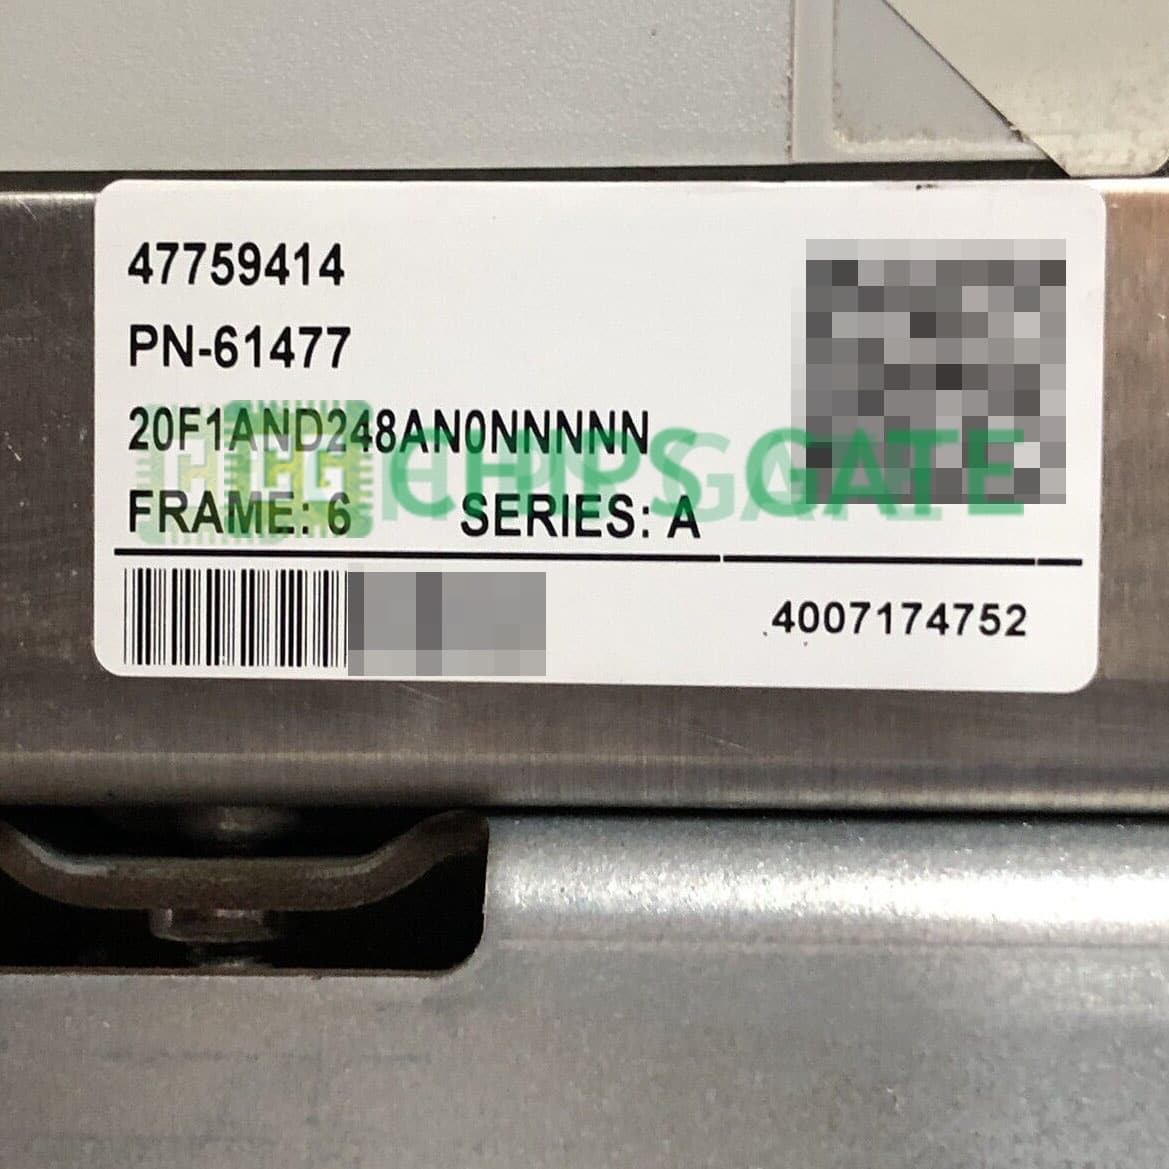 47759414
PN-61477
20F1AND248AN0NNNNN
CHIPSGATE
FRAME: 6 SERIES: A
4007174752